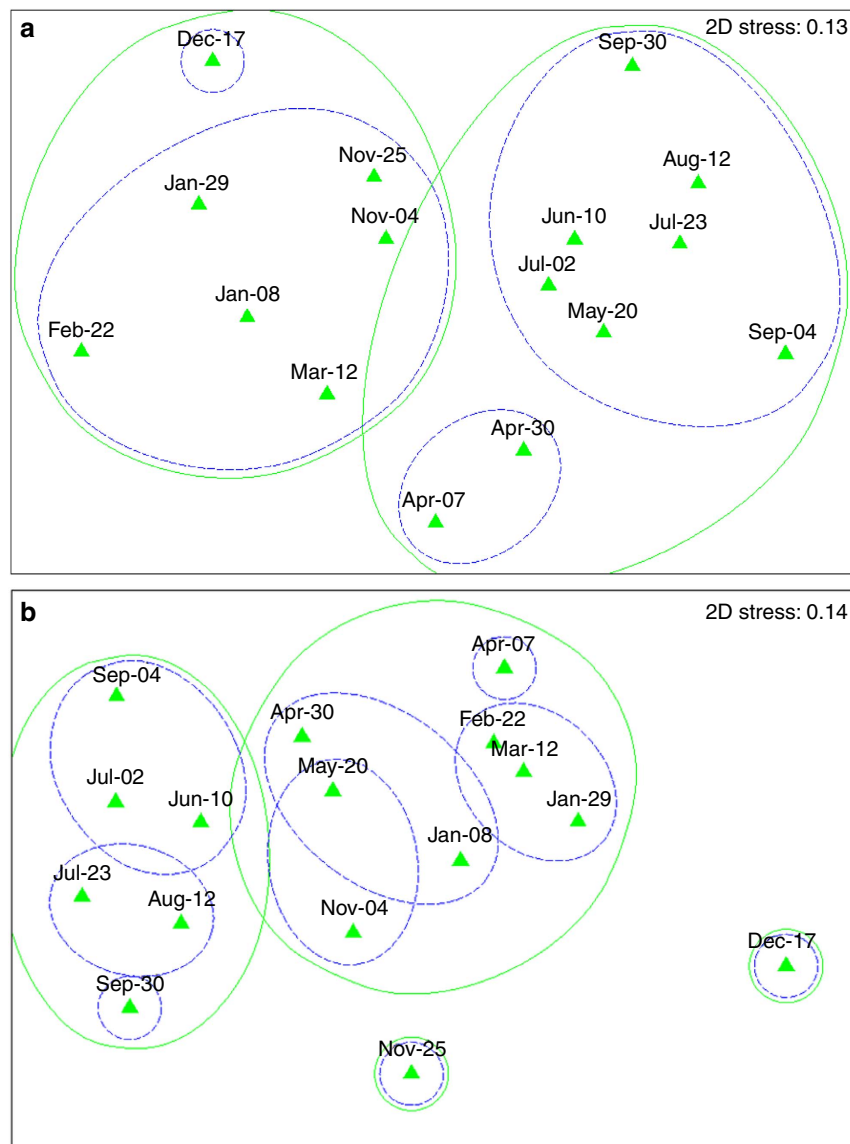 a
2D stress: 0.13
Dec-17
Sep-30
Nov-25
Aug-12
Jan-29
Nov-04
Jun-10
Jul-23
Jul-02
Jan-08
May-20
Feb-22
Sep-04
Mar-12
Apr-30
Apr-07
b
2D stress: 0.14
Apr-07
Sep-04
Apr-30
Feb-22
Mar-12
May-20
Jul-02
Jun-10
Jan-29
Jan-08
Jul-23
Aug-12
Nov-04
Dec-17
Sep-30
Nov-25